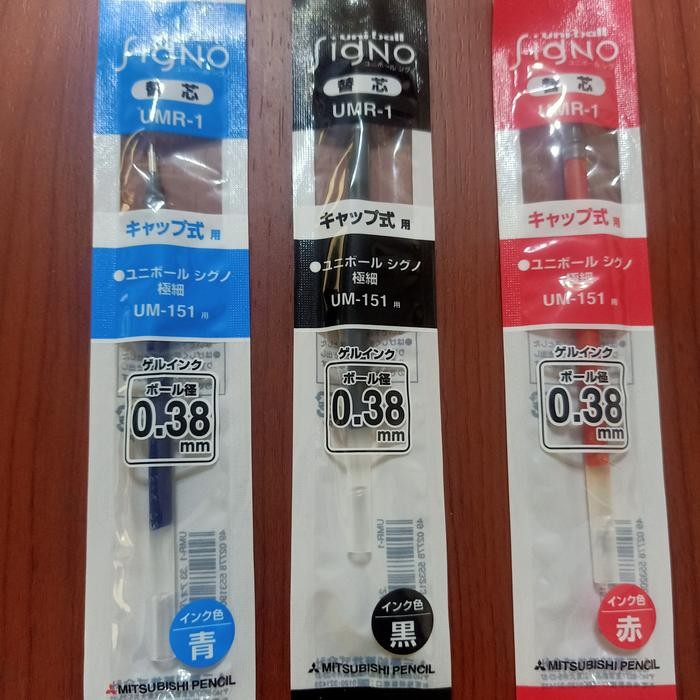 uni-ball
SigNO
替芯
UMR-1
キャップ式 用
●ユニボール シグノ
極細
UM-151 用
ゲルインク
ボール径
0.38
mm
UMR-1
インク色
青
MITSUBISHI PENCIL
uni-ball
SigNO
ユニボール シグノ
替芯
UMR-1
キャップ式 用
●ユニボール シグノ
極細
UM-151 用
ゲルインク
ボール径
0.38
mm
UMR-1
インク色
黒
MITSUBISHI PENCIL
uni-ball
SigNO
ユニボール シグノ
替芯
UMR-1
キャップ式 用
●ユニボール シグノ
極細
UM-151 用
ゲルインク
ボール径
0.38
mm
インク色
赤
MITSUBISHI PENCIL